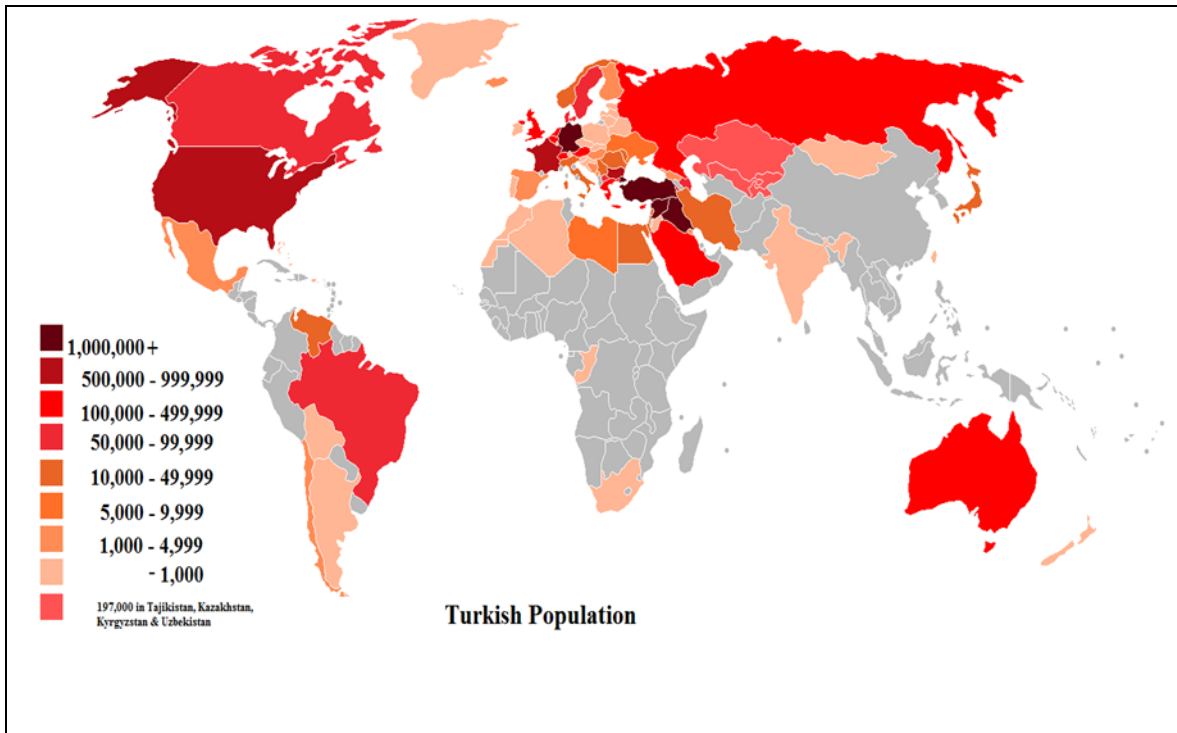 1,000,000+
500,000 - 999,999
100,000 - 499,999
50,000 - 99,999
10,000 - 49,999
5,000 - 9,999
1,000 - 4,999
- 1,000
197,000 in Tajikistan, Kazakhstan,
Kyrgyzstan & Uzbekistan
Turkish Population